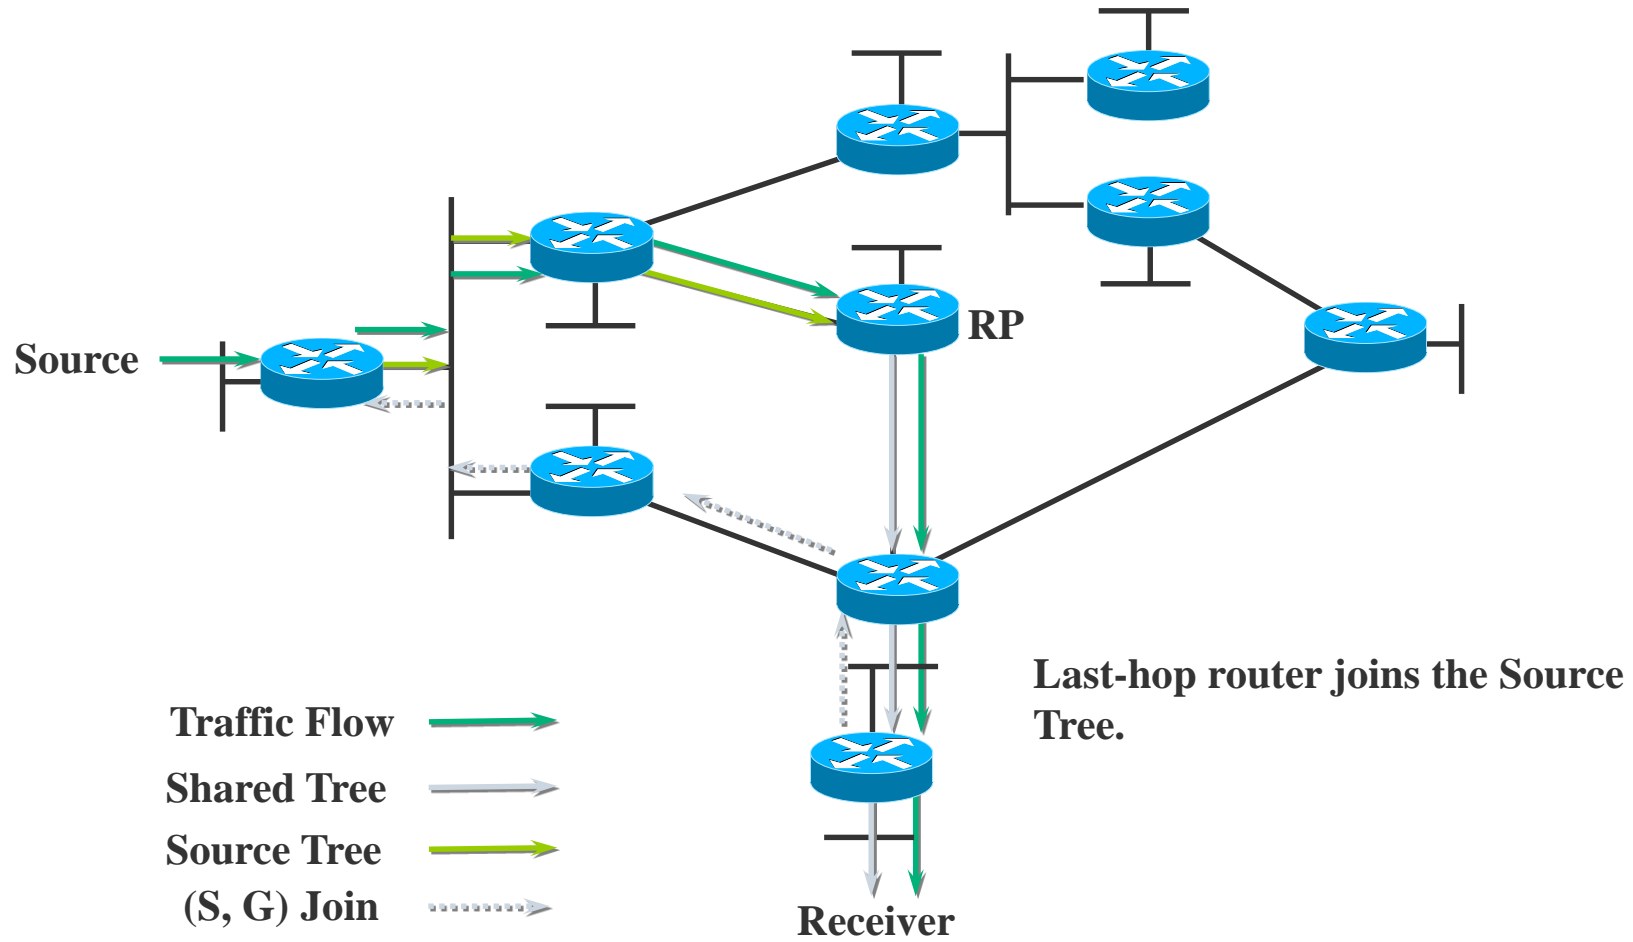 RP
Source
Last-hop router joins the Source
Tree.
Traffic Flow
Shared Tree
Source Tree
(S, G) Join
Receiver